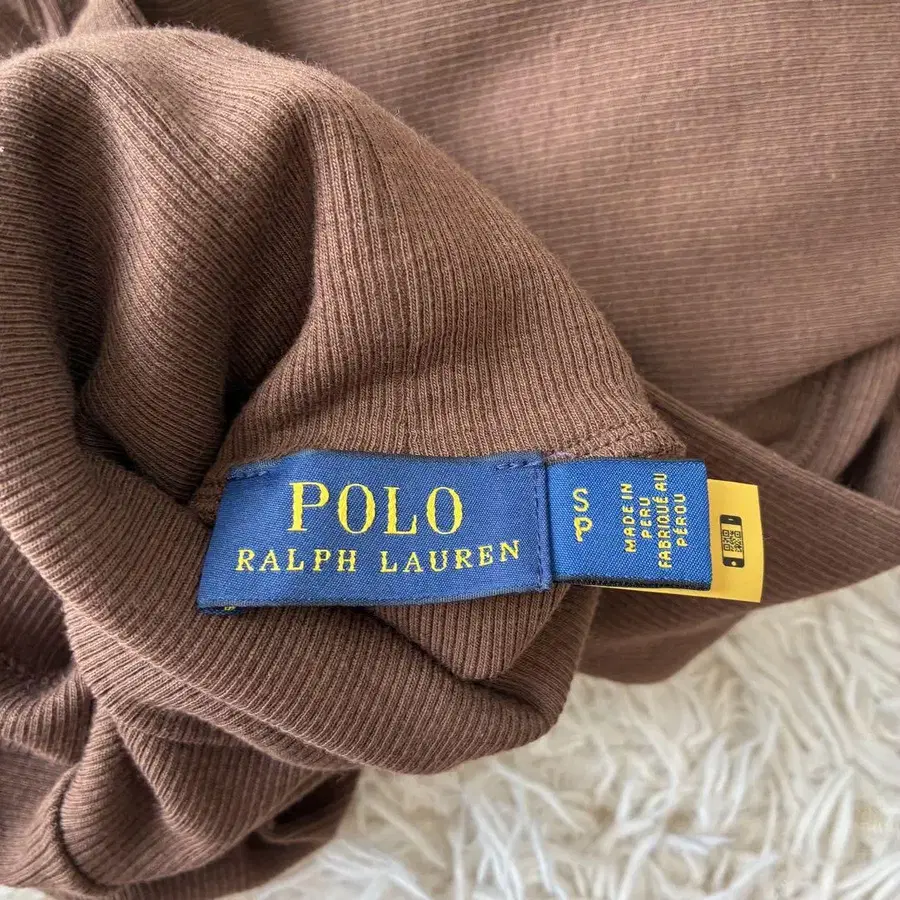 POLO
RALPH LAUREN
S
P
MADE IN
PERU
FABRIQUÉ AU
PÉROU